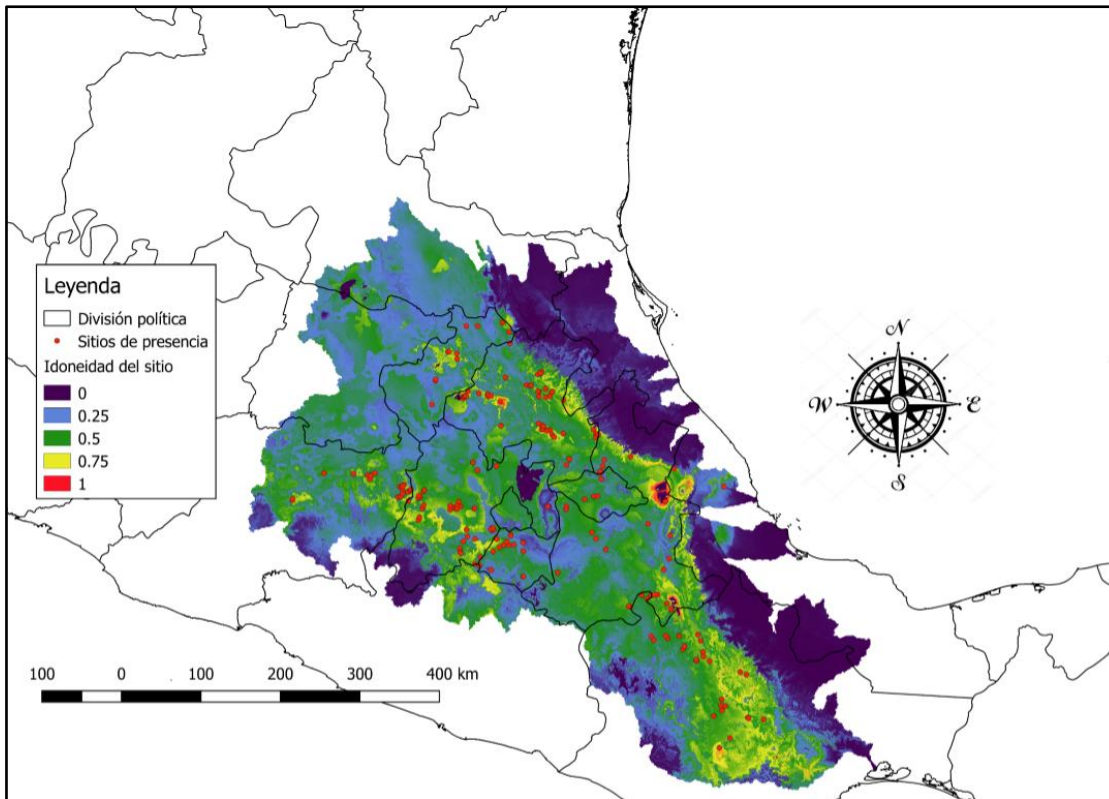 Leyenda
División política
Sitios de presencia
Idoneidad del sitio
0
0.25
0.5
0.75
1
N
W E
S
100 0 100 200 300 400 km